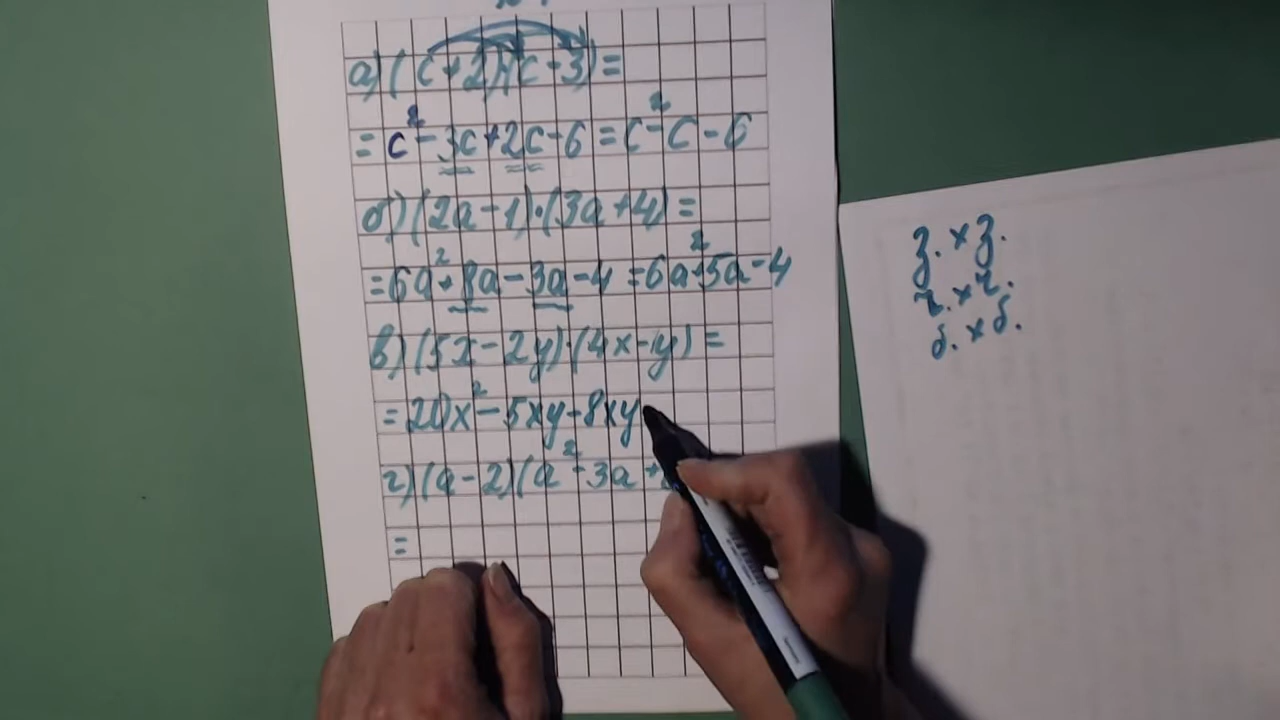 а) (c+2)·(c-3)=
= c²-3c+2c-6=c²-c-6
б) (2a-1)·(3a+4)=
=6a²+8a-3a-4=6a²+5a-4
в) (5x-2y)·(4x-y)=
=20x²-5xy-8xy
г) (a-2)(a²-3a+
=
з. × з.
ч. × ч.
б. × б.